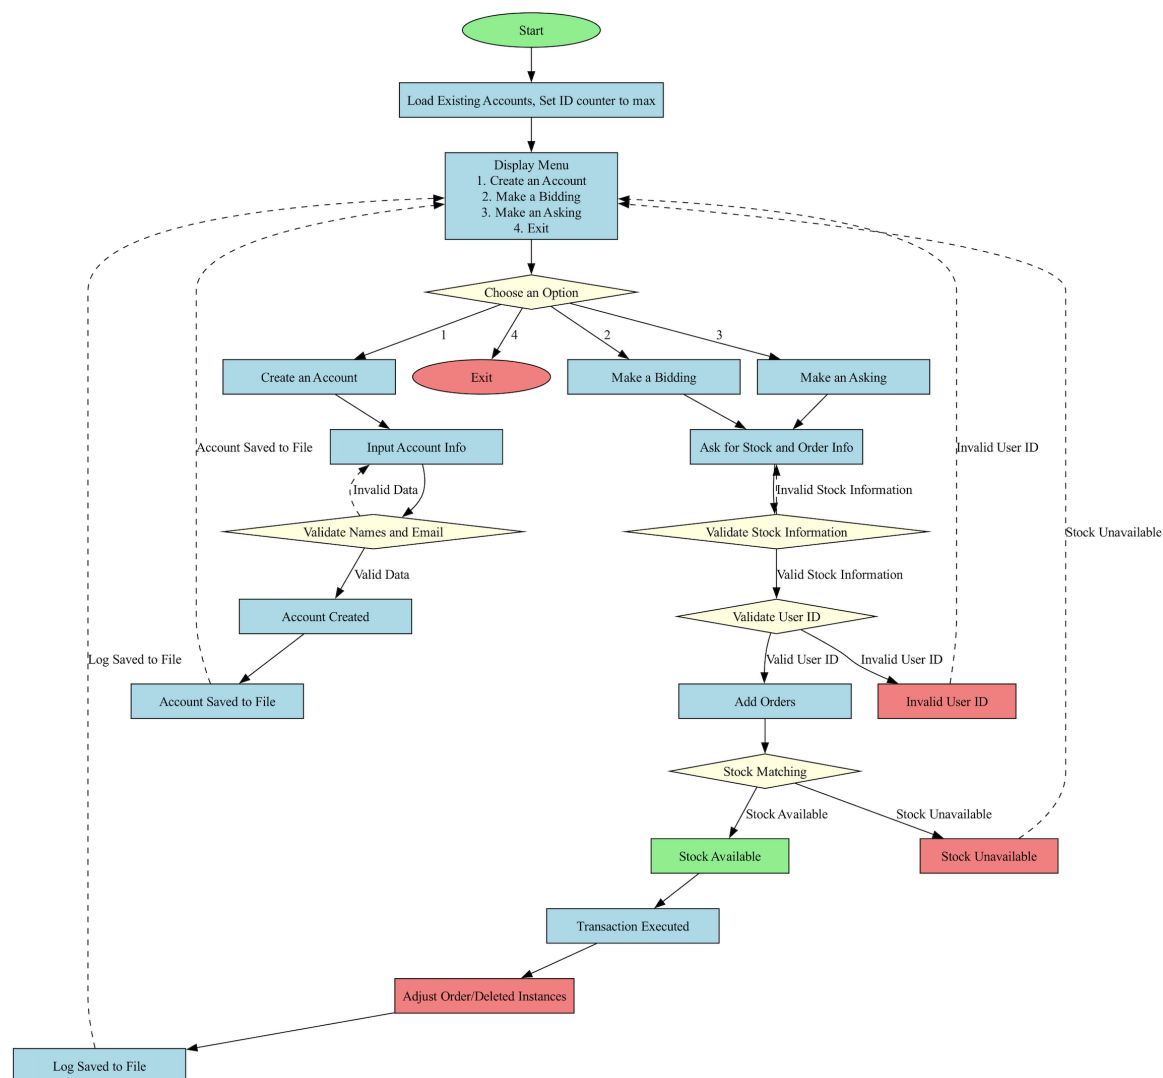 Start
Load Existing Accounts, Set ID counter to max
Display Menu
1. Create an Account
2. Make a Bidding
3. Make an Asking
4. Exit
Choose an Option
1
4
2
3
Create an Account
Exit
Make a Bidding
Make an Asking
Account Saved to File
Input Account Info
Ask for Stock and Order Info
Invalid User ID
Invalid Data
Invalid Stock Information
Validate Names and Email
Validate Stock Information
Stock Unavailable
Valid Data
Valid Stock Information
Account Created
Validate User ID
Log Saved to File
Valid User ID
Invalid User ID
Account Saved to File
Add Orders
Invalid User ID
Stock Matching
Stock Available
Stock Unavailable
Stock Available
Stock Unavailable
Transaction Executed
Adjust Order/Deleted Instances
Log Saved to File